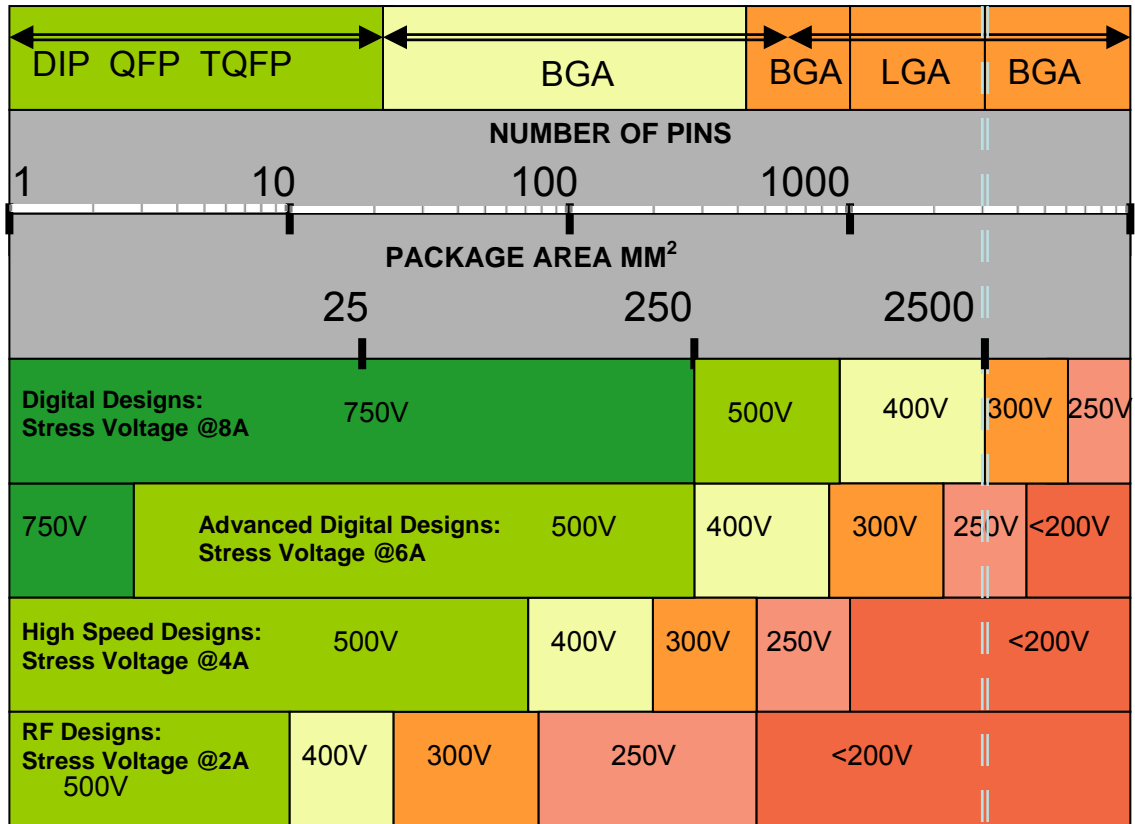 DIP QFP TQFP BGA BGA LGA BGA
NUMBER OF PINS
1 10 100 1000
PACKAGE AREA MM²
25 250 2500
Digital Designs:
Stress Voltage @8A
750V 500V 400V 300V 250V
750V
Advanced Digital Designs:
Stress Voltage @6A
500V 400V 300V 250V <200V
High Speed Designs:
Stress Voltage @4A
500V 400V 300V 250V <200V
RF Designs:
Stress Voltage @2A
500V 400V 300V 250V <200V